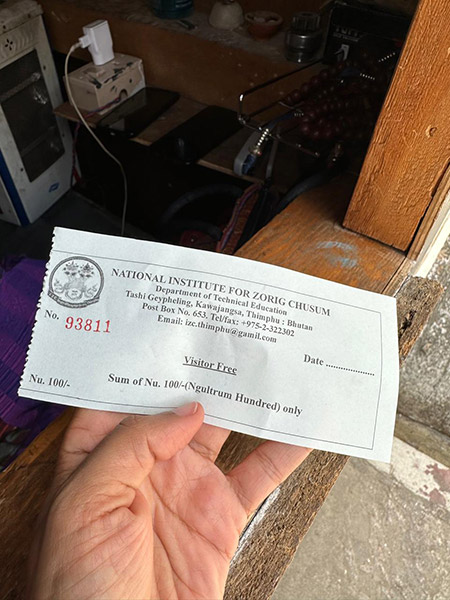 NATIONAL INSTITUTE FOR ZORIG CHUSUM
Department of Technical Education
Tashi Geypheling, Kawajangsa, Thimphu : Bhutan
Post Box No. 653, Tel/fax: +975-2-322302
Email: izc.thimphu@gamil.com
No. 93811
Visitor Free
Date ..................
Nu. 100/-
Sum of Nu. 100/-(Ngultrum Hundred) only